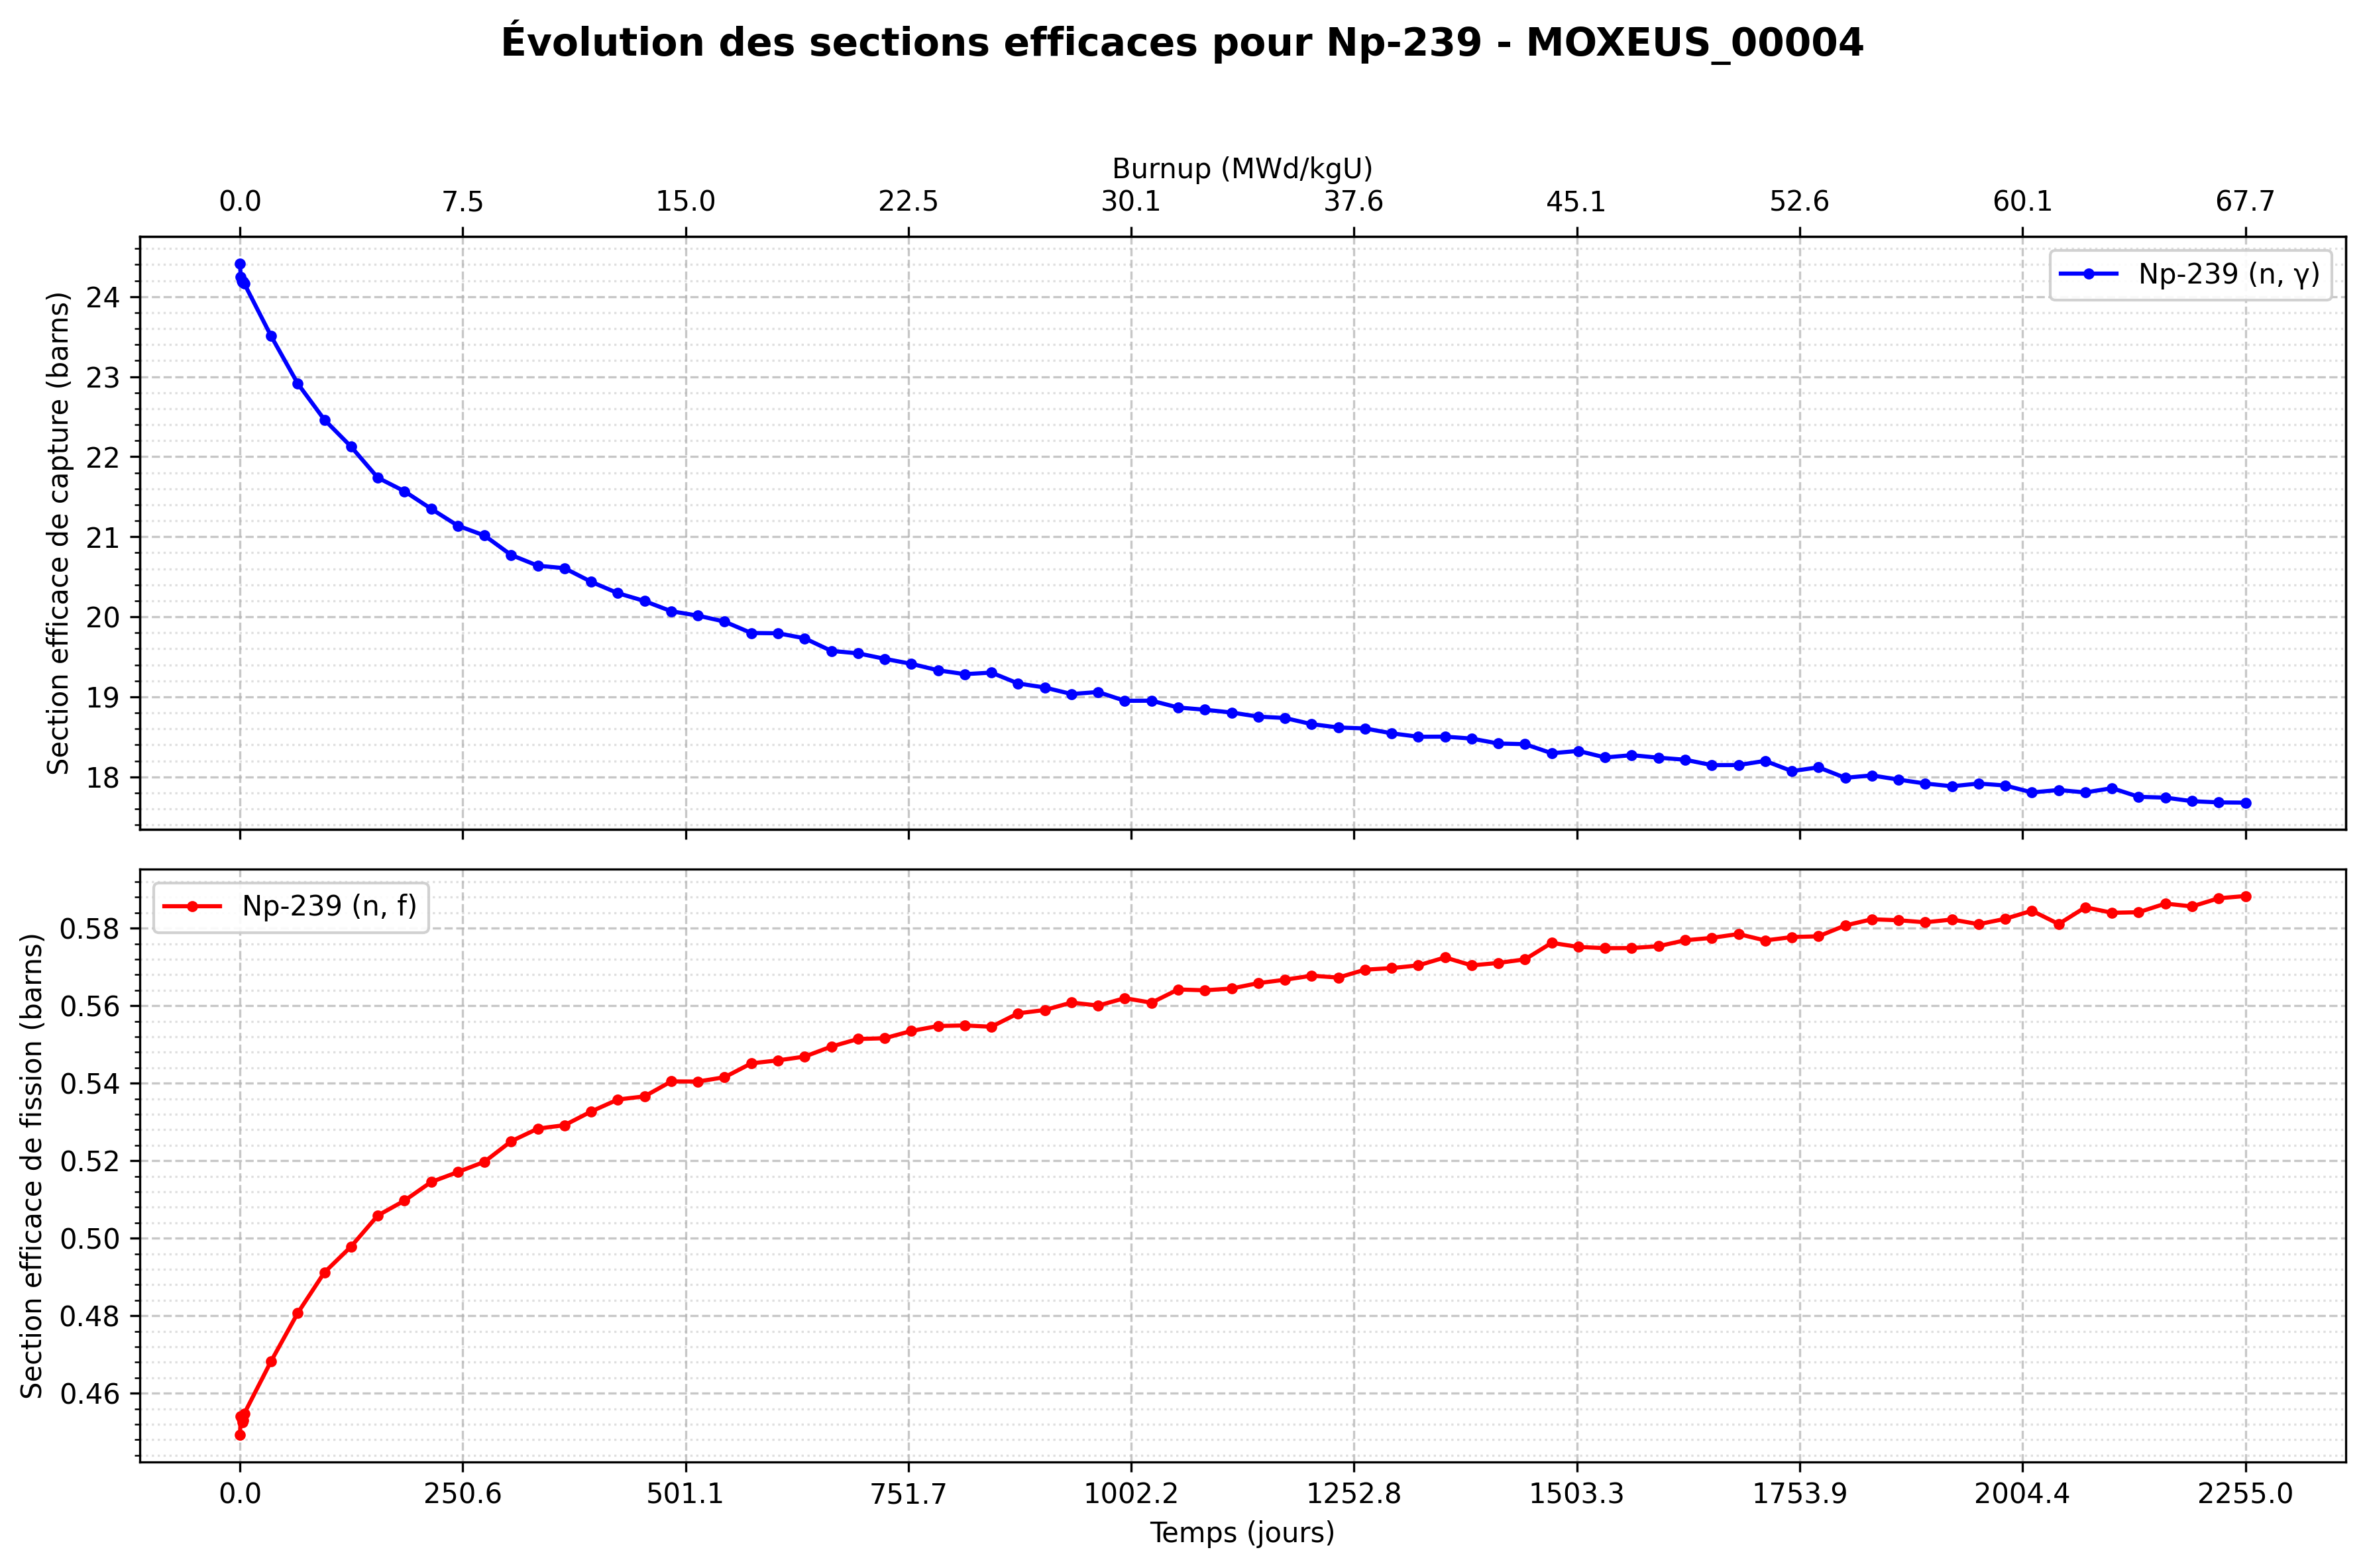 Évolution des sections efficaces pour Np-239 - MOXEUS_00004
Burnup (MWd/kgU)
0.0 7.5 15.0 22.5 30.1 37.6 45.1 52.6 60.1 67.7
Np-239 (n, γ)
Section efficace de capture (barns)
24
23
22
21
20
19
18
Np-239 (n, f)
Section efficace de fission (barns)
0.58
0.56
0.54
0.52
0.50
0.48
0.46
0.0 250.6 501.1 751.7 1002.2 1252.8 1503.3 1753.9 2004.4 2255.0
Temps (jours)